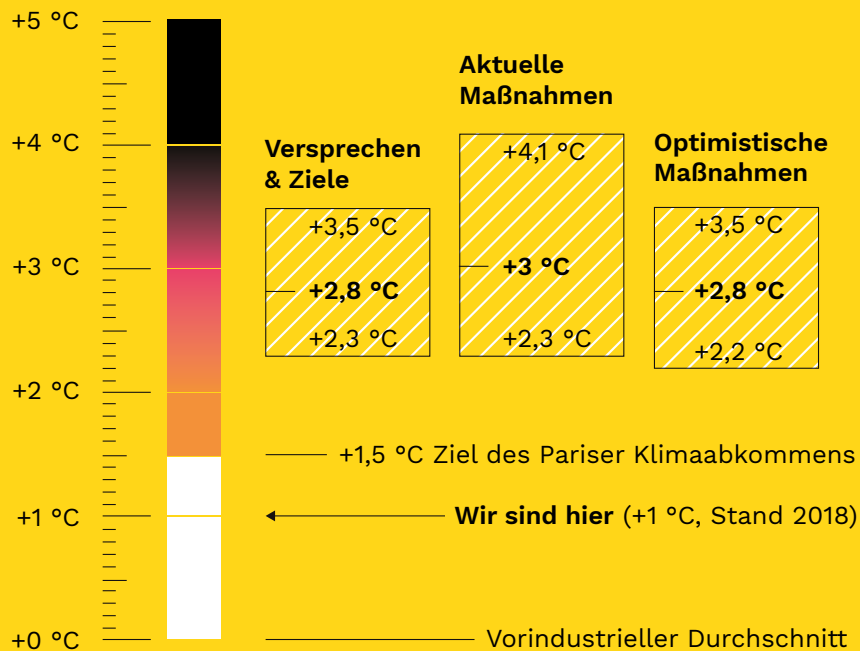 +5 °C
+4 °C
+3 °C
+2 °C
+1 °C
+0 °C
Versprechen
& Ziele
+3,5 °C
+2,8 °C
+2,3 °C
Aktuelle
Maßnahmen
+4,1 °C
+3 °C
+2,3 °C
Optimistische
Maßnahmen
+3,5 °C
+2,8 °C
+2,2 °C
+1,5 °C Ziel des Pariser Klimaabkommens
Wir sind hier (+1 °C, Stand 2018)
Vorindustrieller Durchschnitt